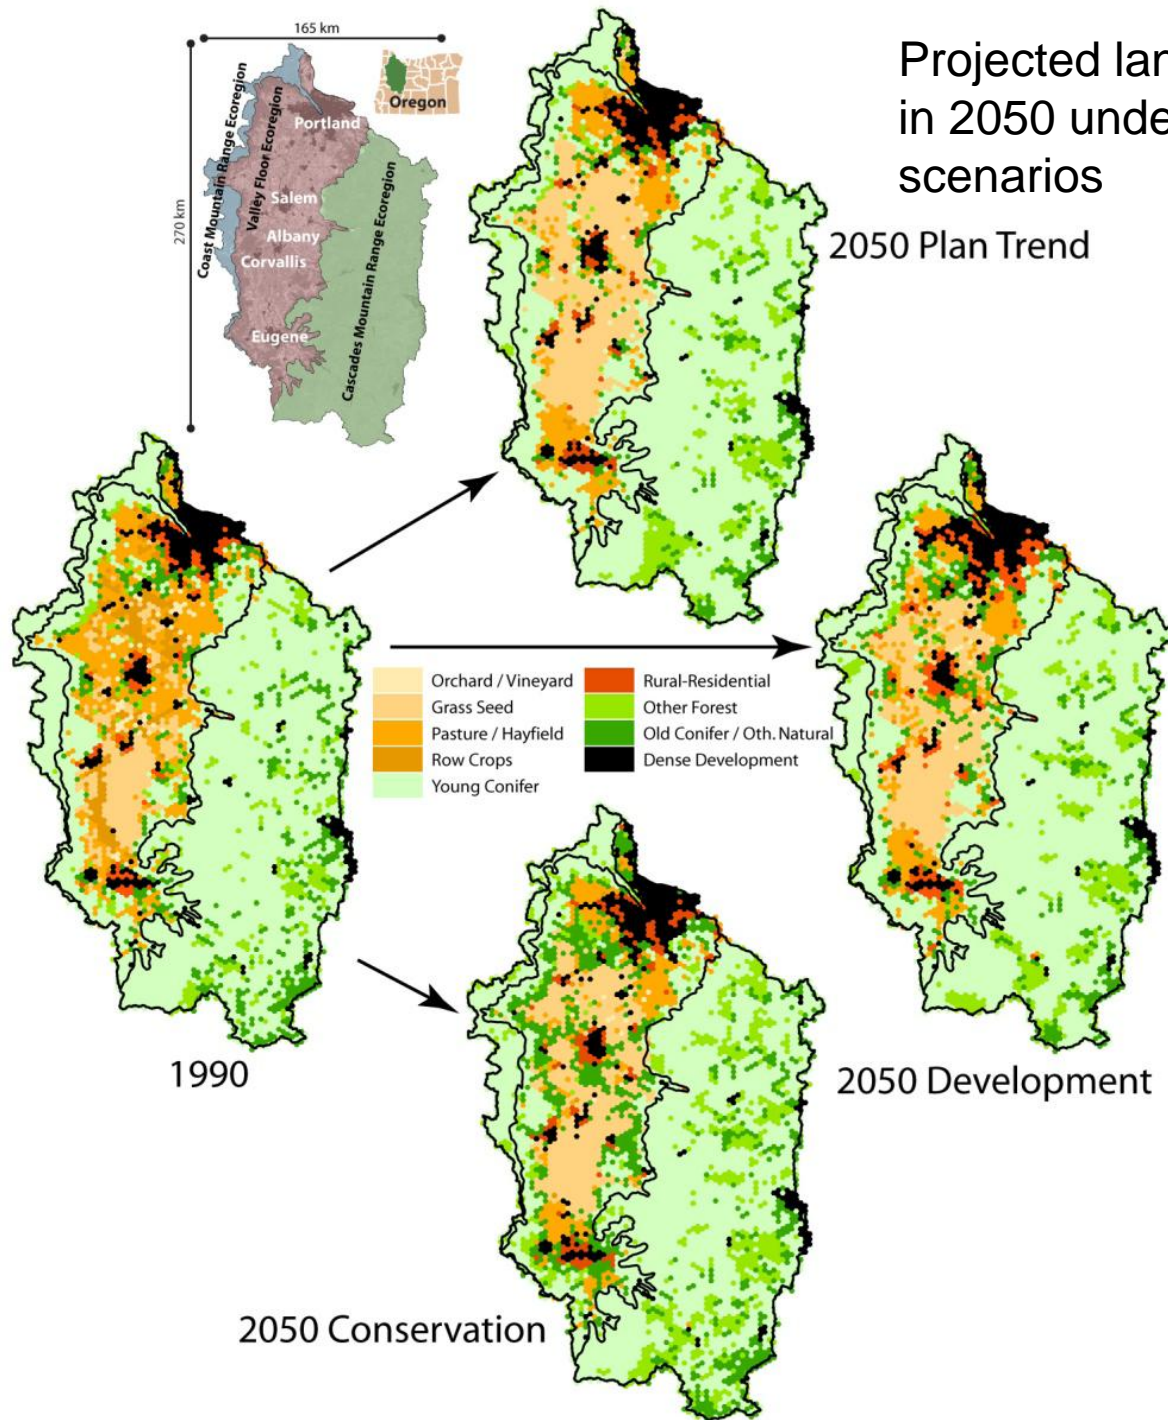 Projected lan
in 2050 unde
scenarios
165 km
270 km
Coast Mountain Range Ecoregion
Valley Floor Ecoregion
Cascades Mountain Range Ecoregion
Oregon
Portland
Salem
Albany
Corvallis
Eugene
2050 Plan Trend
Orchard / Vineyard
Grass Seed
Pasture / Hayfield
Row Crops
Young Conifer
Rural-Residential
Other Forest
Old Conifer / Oth. Natural
Dense Development
1990
2050 Development
2050 Conservation